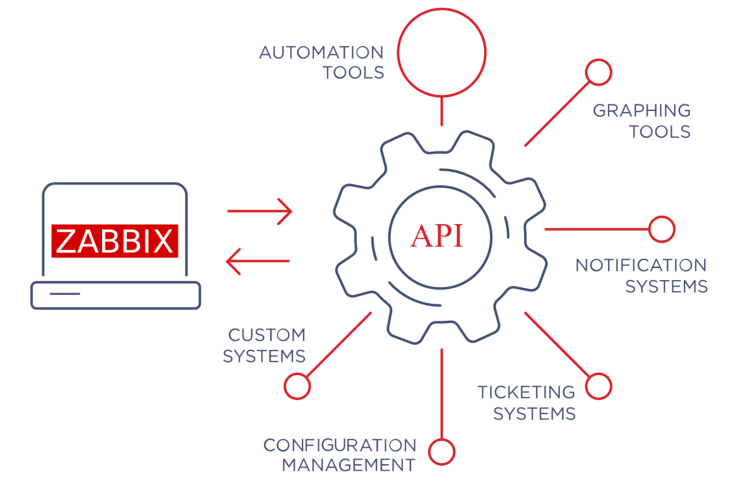 AUTOMATION
TOOLS
GRAPHING
TOOLS
ZABBIX
API
NOTIFICATION
SYSTEMS
CUSTOM
SYSTEMS
TICKETING
SYSTEMS
CONFIGURATION
MANAGEMENT